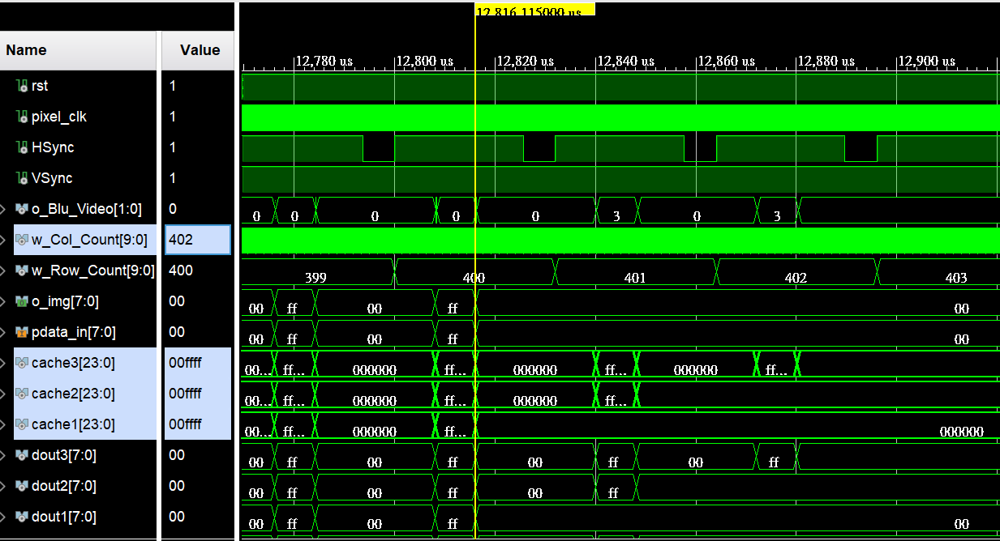 12,816.115000 us
Name Value
12,780 us 12,800 us 12,820 us 12,840 us 12,860 us 12,880 us 12,900 us
rst 1
pixel_clk 1
HSync 1
VSync 1
o_Blu_Video[1:0] 0 0 0 0 0 0 3 0 3
w_Col_Count[9:0] 402
w_Row_Count[9:0] 400 399 400 401 402 403
o_img[7:0] 00 00 ff 00 ff 00
pdata_in[7:0] 00 00 ff 00 ff 00
cache3[23:0] 00ffff 00... ff... 000000 ff... 000000 ff... 000000 ff...
cache2[23:0] 00ffff 00... ff... 000000 ff... 000000 ff...
cache1[23:0] 00ffff 00... ff... 000000 ff... 000000
dout3[7:0] 00 00 ff 00 ff 00 ff 00 ff
dout2[7:0] 00 00 ff 00 ff 00 ff
dout1[7:0] 00 00 ff 00 ff 00